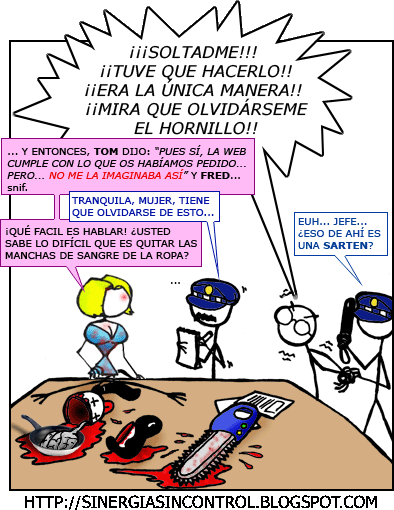 ¡¡¡SOLTADME!!!
¡¡TUVE QUE HACERLO!!
¡¡ERA LA ÚNICA MANERA!!
¡¡MIRA QUE OLVIDÁRSEME
EL HORNILLO!!
... Y ENTONCES, TOM DIJO: "PUES SÍ, LA WEB
CUMPLE CON LO QUE OS HABÍAMOS PEDIDO...
PERO... NO ME LA IMAGINABA ASÍ" Y FRED...
snif.
TRANQUILA, MUJER, TIENE
QUE OLVIDARSE DE ESTO...
¡QUÉ FACIL ES HABLAR! ¿USTED
SABE LO DIFÍCIL QUE ES QUITAR LAS
MANCHAS DE SANGRE DE LA ROPA?
...
EUH... JEFE...
¿ESO DE AHÍ ES
UNA SARTEN?
HTTP://SINERGIASINCONTROL.BLOGSPOT.COM